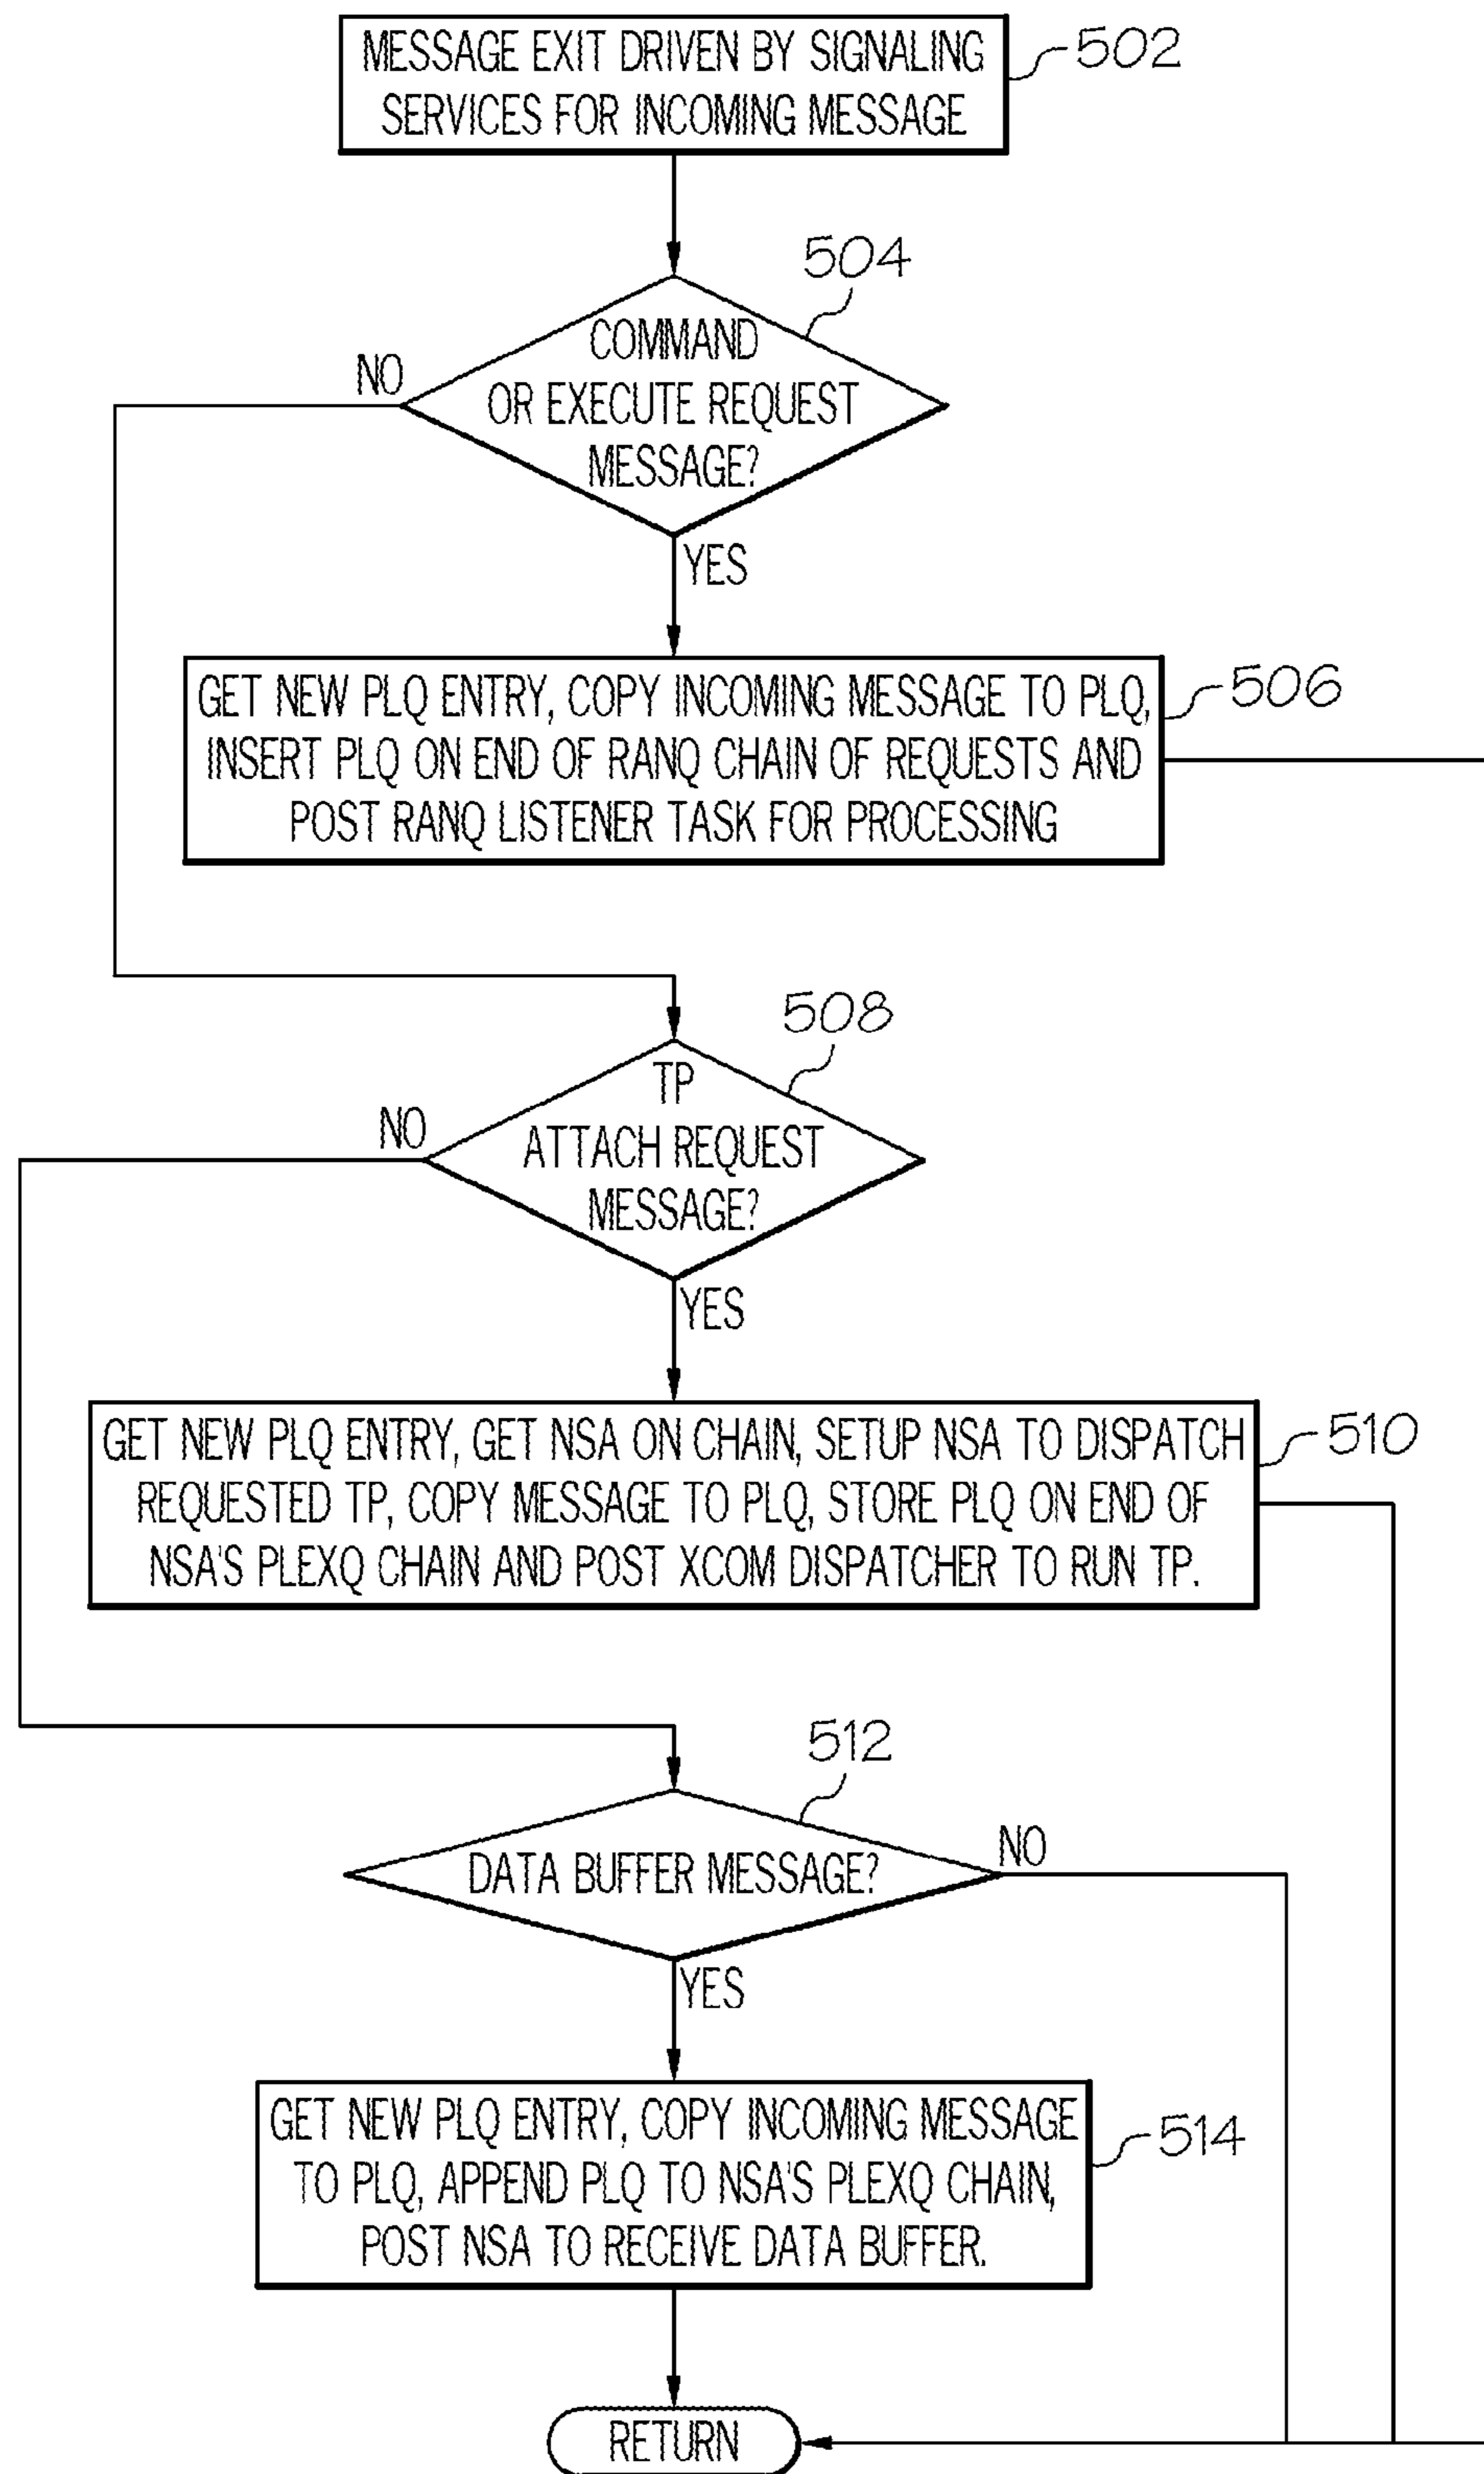 MESSAGE EXIT DRIVEN BY SIGNALING
SERVICES FOR INCOMING MESSAGE
502
504
COMMAND
OR EXECUTE REQUEST
MESSAGE?
NO
YES
GET NEW PLQ ENTRY, COPY INCOMING MESSAGE TO PLQ,
INSERT PLQ ON END OF RANQ CHAIN OF REQUESTS AND
POST RANQ LISTENER TASK FOR PROCESSING
506
508
TP
ATTACH REQUEST
MESSAGE?
NO
YES
GET NEW PLQ ENTRY, GET NSA ON CHAIN, SETUP NSA TO DISPATCH
REQUESTED TP, COPY MESSAGE TO PLQ, STORE PLQ ON END OF
NSA'S PLEXQ CHAIN AND POST XCOM DISPATCHER TO RUN TP.
510
512
DATA BUFFER MESSAGE?
NO
YES
GET NEW PLQ ENTRY, COPY INCOMING MESSAGE
TO PLQ, APPEND PLQ TO NSA'S PLEXQ CHAIN,
POST NSA TO RECEIVE DATA BUFFER.
514
RETURN